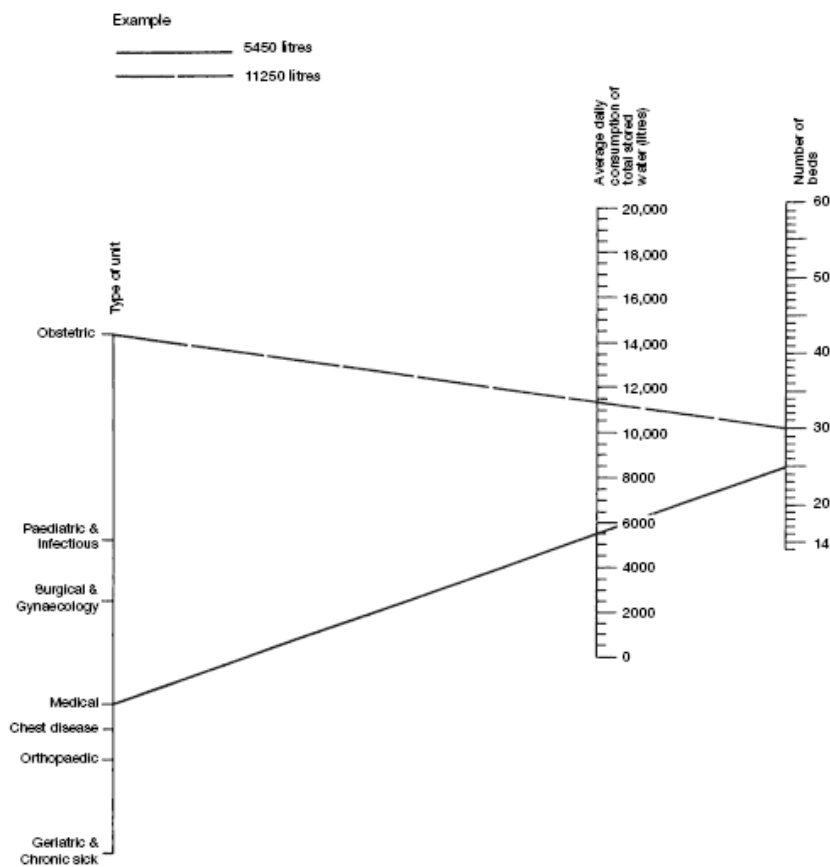 Example
5450 litres
11250 litres
Type of unit
Average daily
consumption of
total stored
water (litres)
Number of
beds
Obstetric
Paediatric &
infectious
Surgical &
Gynaecology
Medical
Chest disease
Orthopaedic
Geriatric &
Chronic sick
20,000
18,000
16,000
14,000
12,000
10,000
8000
6000
4000
2000
0
60
50
40
30
20
14